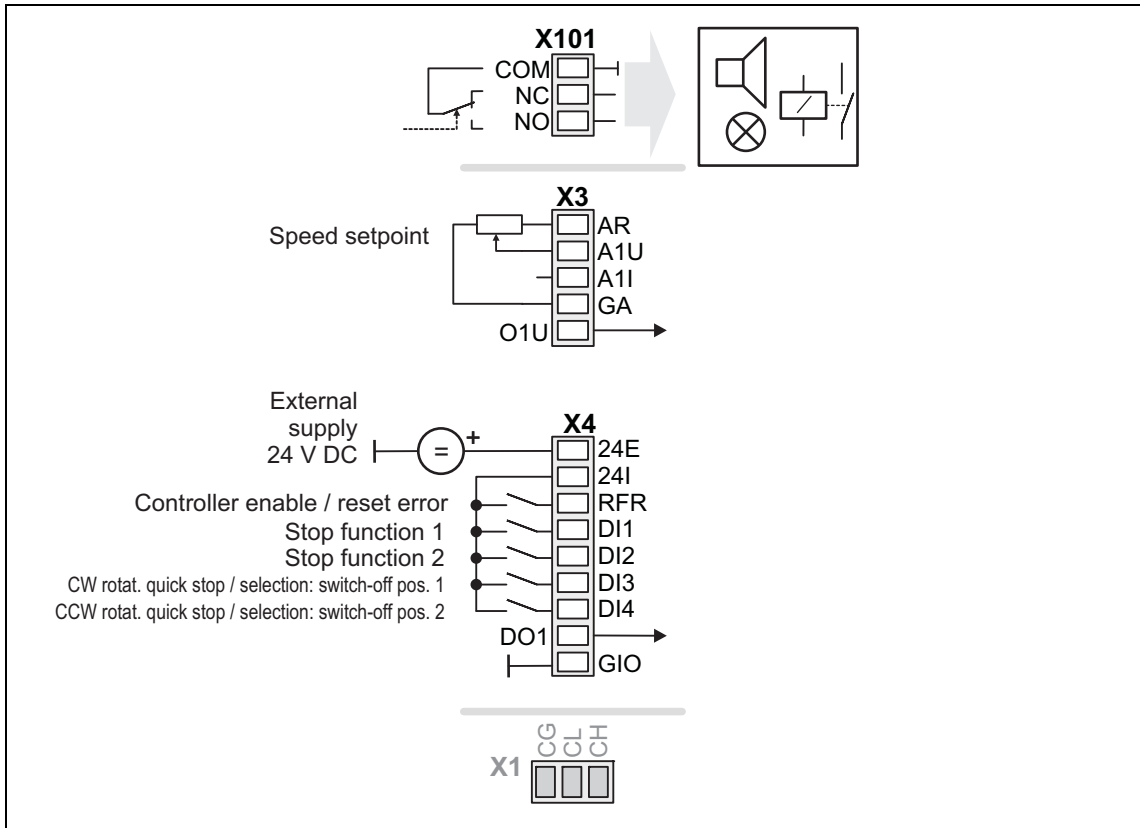 X101
COM
NC
NO
X3
Speed setpoint
AR
A1U
A1I
GA
O1U
External
supply
24 V DC
=
+
X4
24E
24I
Controller enable / reset error
RFR
Stop function 1
DI1
Stop function 2
DI2
CW rotat. quick stop / selection: switch-off pos. 1
DI3
CCW rotat. quick stop / selection: switch-off pos. 2
DI4
DO1
GIO
X1
CG
CL
CH